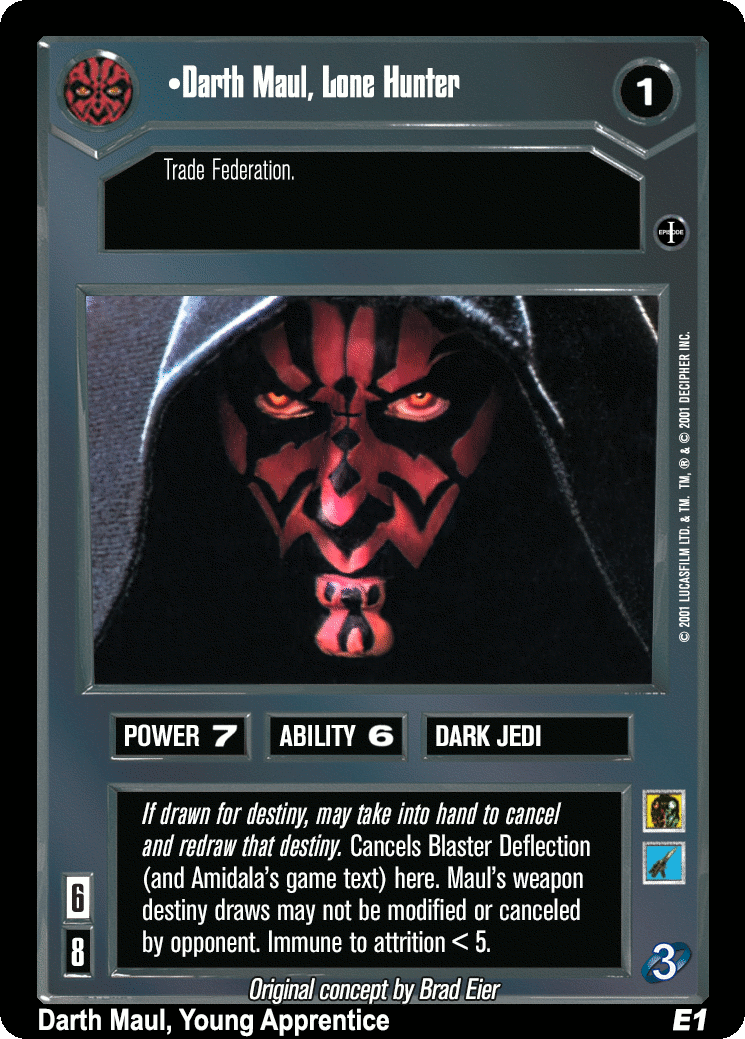 •Darth Maul, Lone Hunter
1
Trade Federation.
EPISODE I
© 2001 LUCASFILM LTD. & TM. TM, ® & © 2001 DECIPHER INC.
POWER 7
ABILITY 6
DARK JEDI
If drawn for destiny, may take into hand to cancel
and redraw that destiny. Cancels Blaster Deflection
(and Amidala's game text) here. Maul's weapon
destiny draws may not be modified or canceled
by opponent. Immune to attrition < 5.
6
8
3
Original concept by Brad Eier
Darth Maul, Young Apprentice
E1